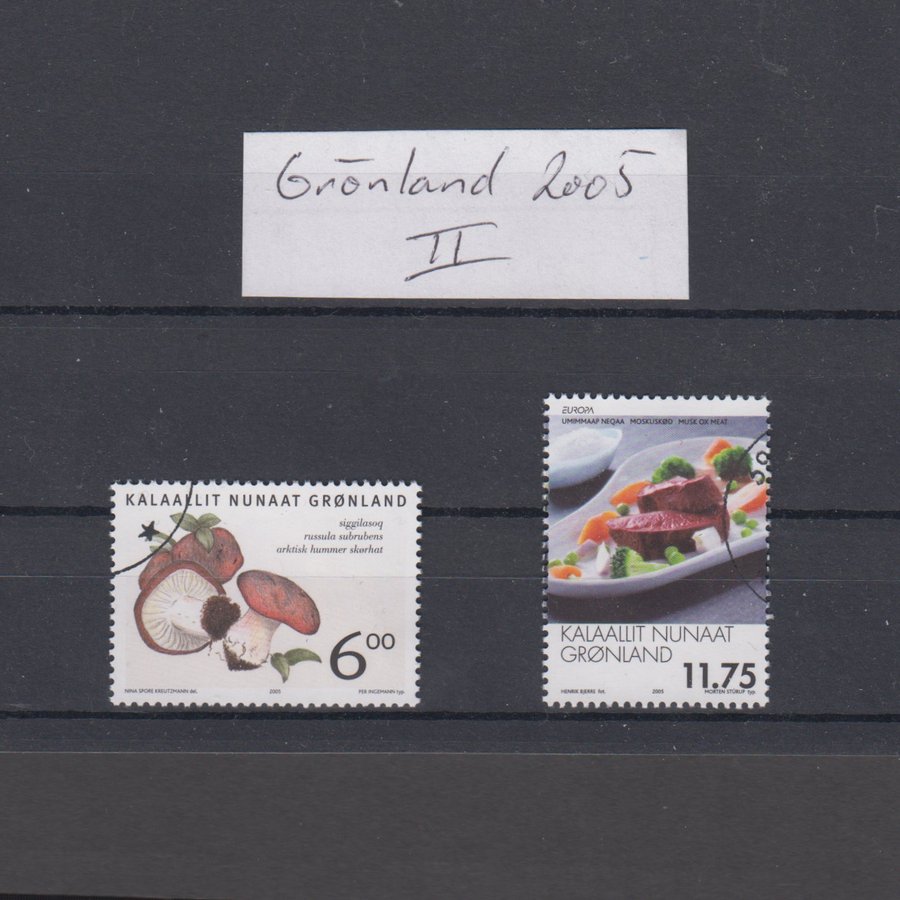 Grönland 2005
II
KALAALLIT NUNAAT GRØNLAND
siggilasoq
russula subrubens
arktisk hummer skørhat
6⁰⁰
NINA SPORE KREUTZMANN del. 2005 PER INGEMANN typ.
EUROPA
UMIMMAAP NEQAA MOSKUSKØD MUSK OX MEAT
KALAALLIT NUNAAT
GRØNLAND
11.75
HENRIK BJERRE fot. 2005 MORTEN STÜRUP typ.